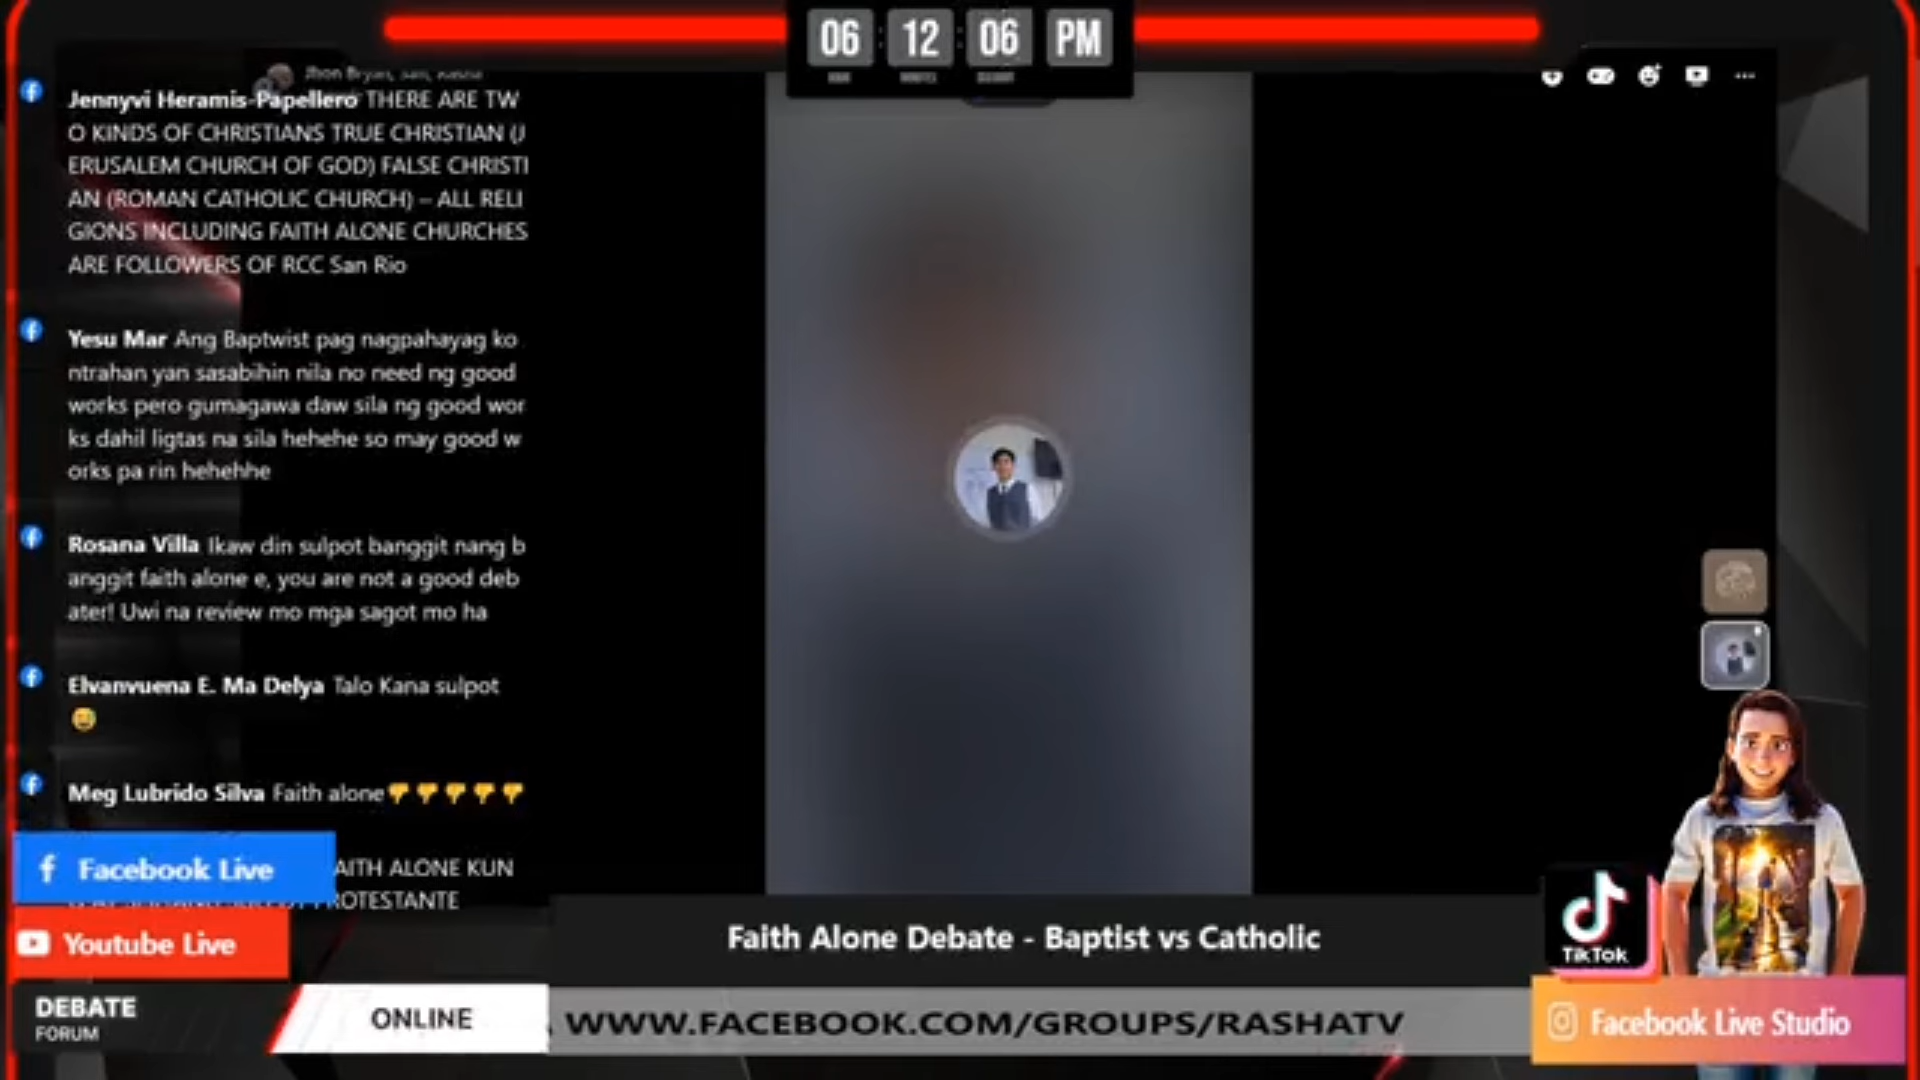 06 : 12 : 06 PM
Jhon Bryan, San,
Jennyvi Heramis-Papellero THERE ARE TW
O KINDS OF CHRISTIANS TRUE CHRISTIAN (J
ERUSALEM CHURCH OF GOD) FALSE CHRISTI
AN (ROMAN CATHOLIC CHURCH) – ALL RELI
GIONS INCLUDING FAITH ALONE CHURCHES
ARE FOLLOWERS OF RCC San Rio
Yesu Mar Ang Baptwist pag nagpahayag ko
ntrahan yan sasabihin nila no need ng good
works pero gumagawa daw sila ng good wor
ks dahil ligtas na sila hehehe so may good w
orks pa rin hehehhe
Rosana Villa Ikaw din sulpot banggit nang b
anggit faith alone e, you are not a good deb
ater! Uwi na review mo mga sagot mo ha
Elvanvuena E. Ma Delya Talo Kana sulpot
😅
Meg Lubrido Silva Faith alone👎👎👎👎👎
AITH ALONE KUN
ROTESTANTE
Facebook Live
Youtube Live
Faith Alone Debate - Baptist vs Catholic
TikTok
DEBATE
FORUM
ONLINE
WWW.FACEBOOK.COM/GROUPS/RASHATV
Facebook Live Studio